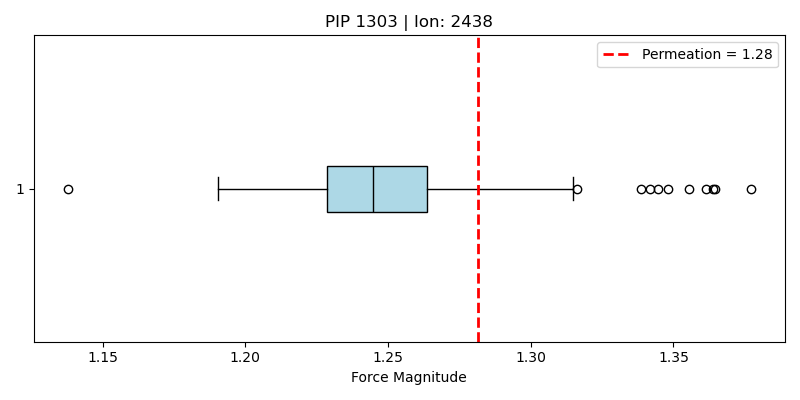 PIP 1303 | Ion: 2438
Permeation = 1.28
1
1.15 1.20 1.25 1.30 1.35
Force Magnitude